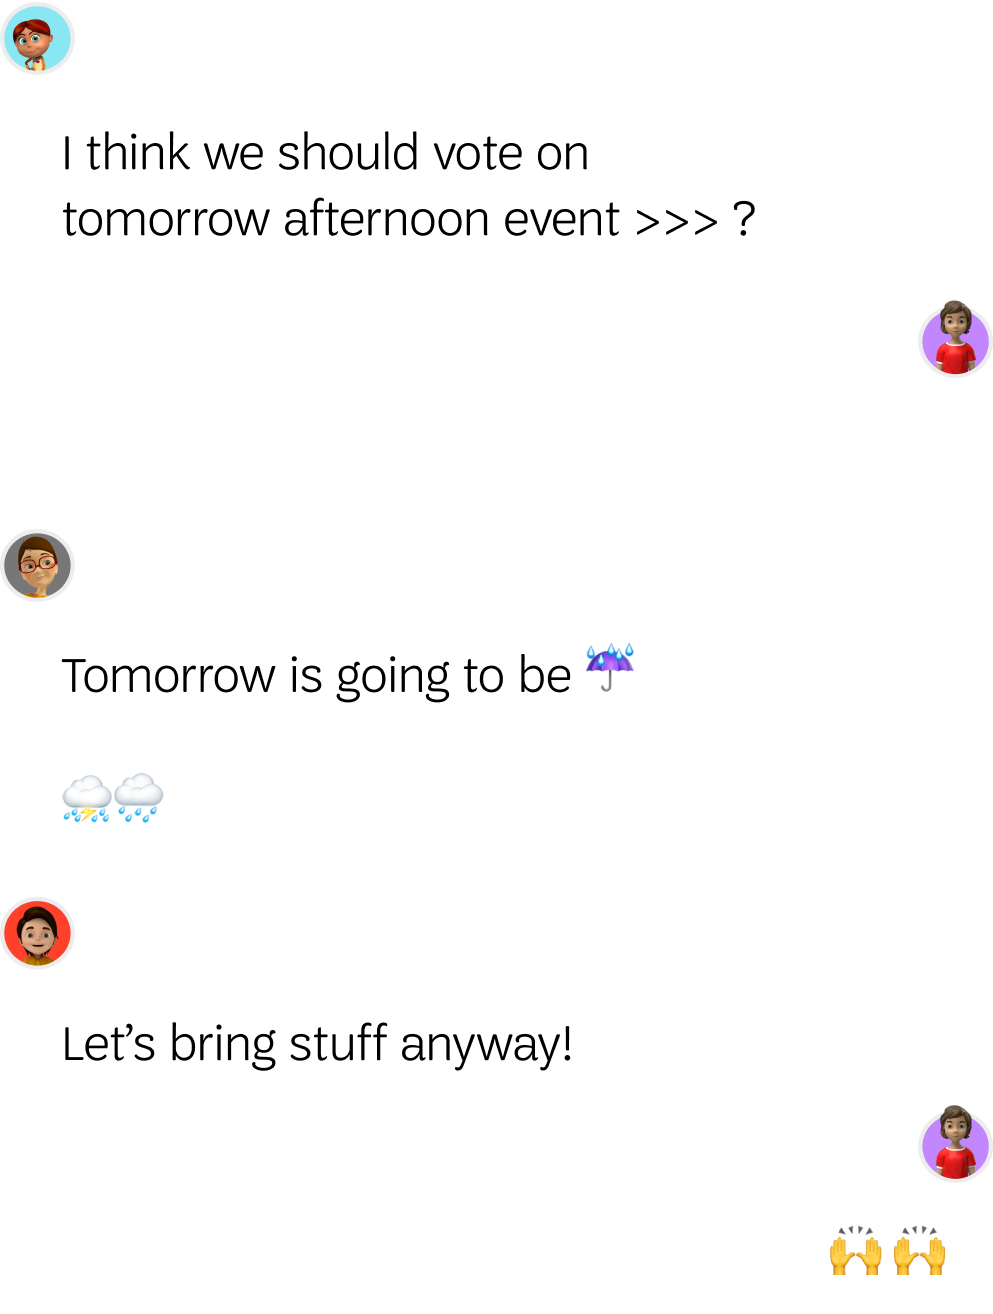 I think we should vote on
tomorrow afternoon event >>> ?
Tomorrow is going to be ☔
⛈️🌧️
Let’s bring stuff anyway!
🙌 🙌